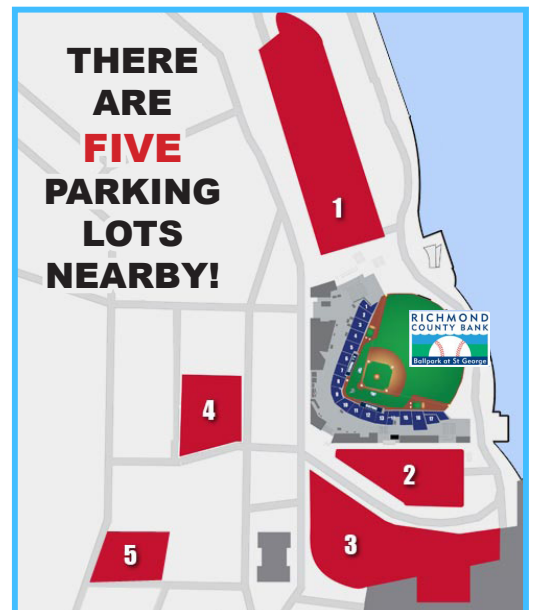 THERE
ARE
FIVE
PARKING
LOTS
NEARBY!
1
RICHMOND
COUNTY BANK
Ballpark at St George
4
2
3
5